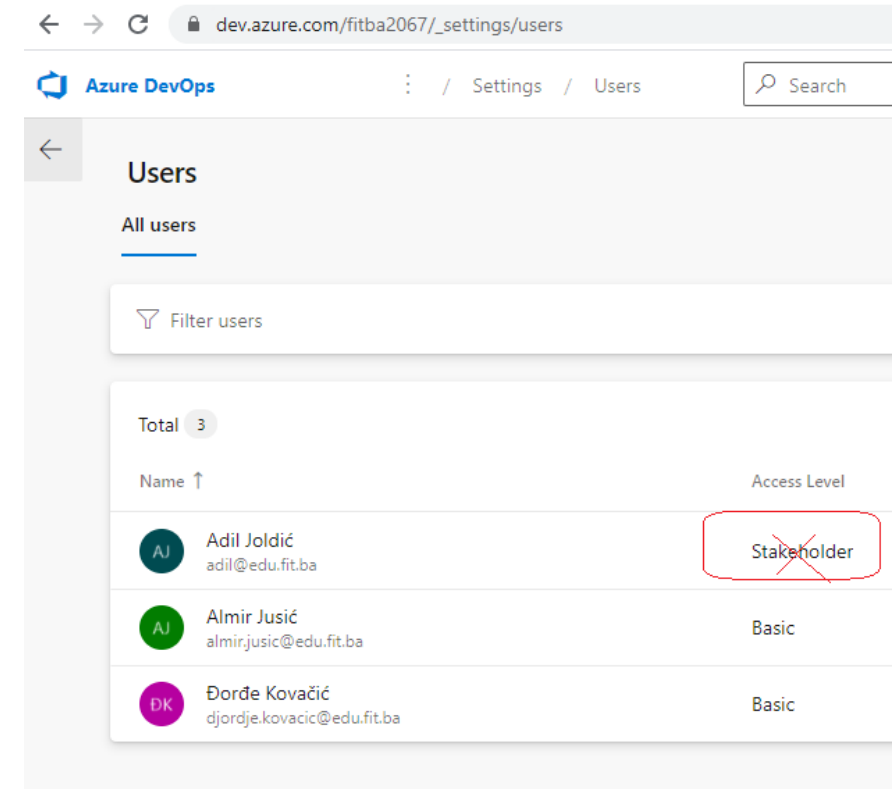 dev.azure.com/fitba2067/_settings/users
Azure DevOps / Settings / Users Search
Users
All users
Filter users
Total 3
Name ↑ Access Level
AJ Adil Joldić Stakeholder
adil@edu.fit.ba
AJ Almir Jusić Basic
almir.jusic@edu.fit.ba
ĐK Đorđe Kovačić Basic
djordje.kovacic@edu.fit.ba